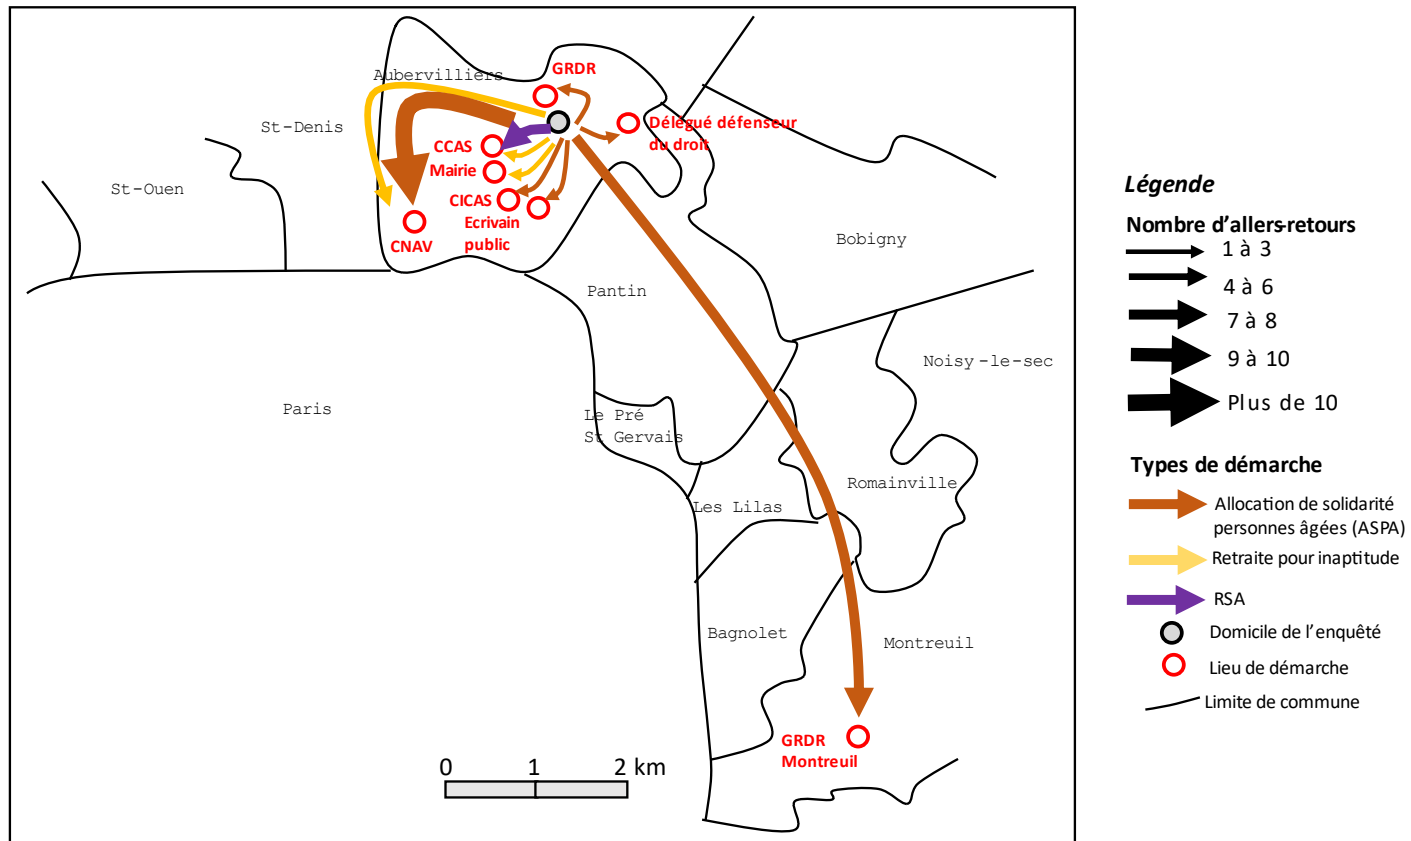 GRDR
Aubervilliers
St-Denis
Délégué défenseur
du droit
CCAS
Mairie
St-Ouen
CICAS
Ecrivain
public
CNAV
Bobigny
Pantin
Noisy-le-sec
Paris
Le Pré
St Gervais
Romainville
Les Lilas
Bagnolet
Montreuil
GRDR
Montreuil
0 1 2 km
Légende
Nombre d'allers-retours
1 à 3
4 à 6
7 à 8
9 à 10
Plus de 10
Types de démarche
Allocation de solidarité
personnes âgées (ASPA)
Retraite pour inaptitude
RSA
Domicile de l'enquêté
Lieu de démarche
Limite de commune